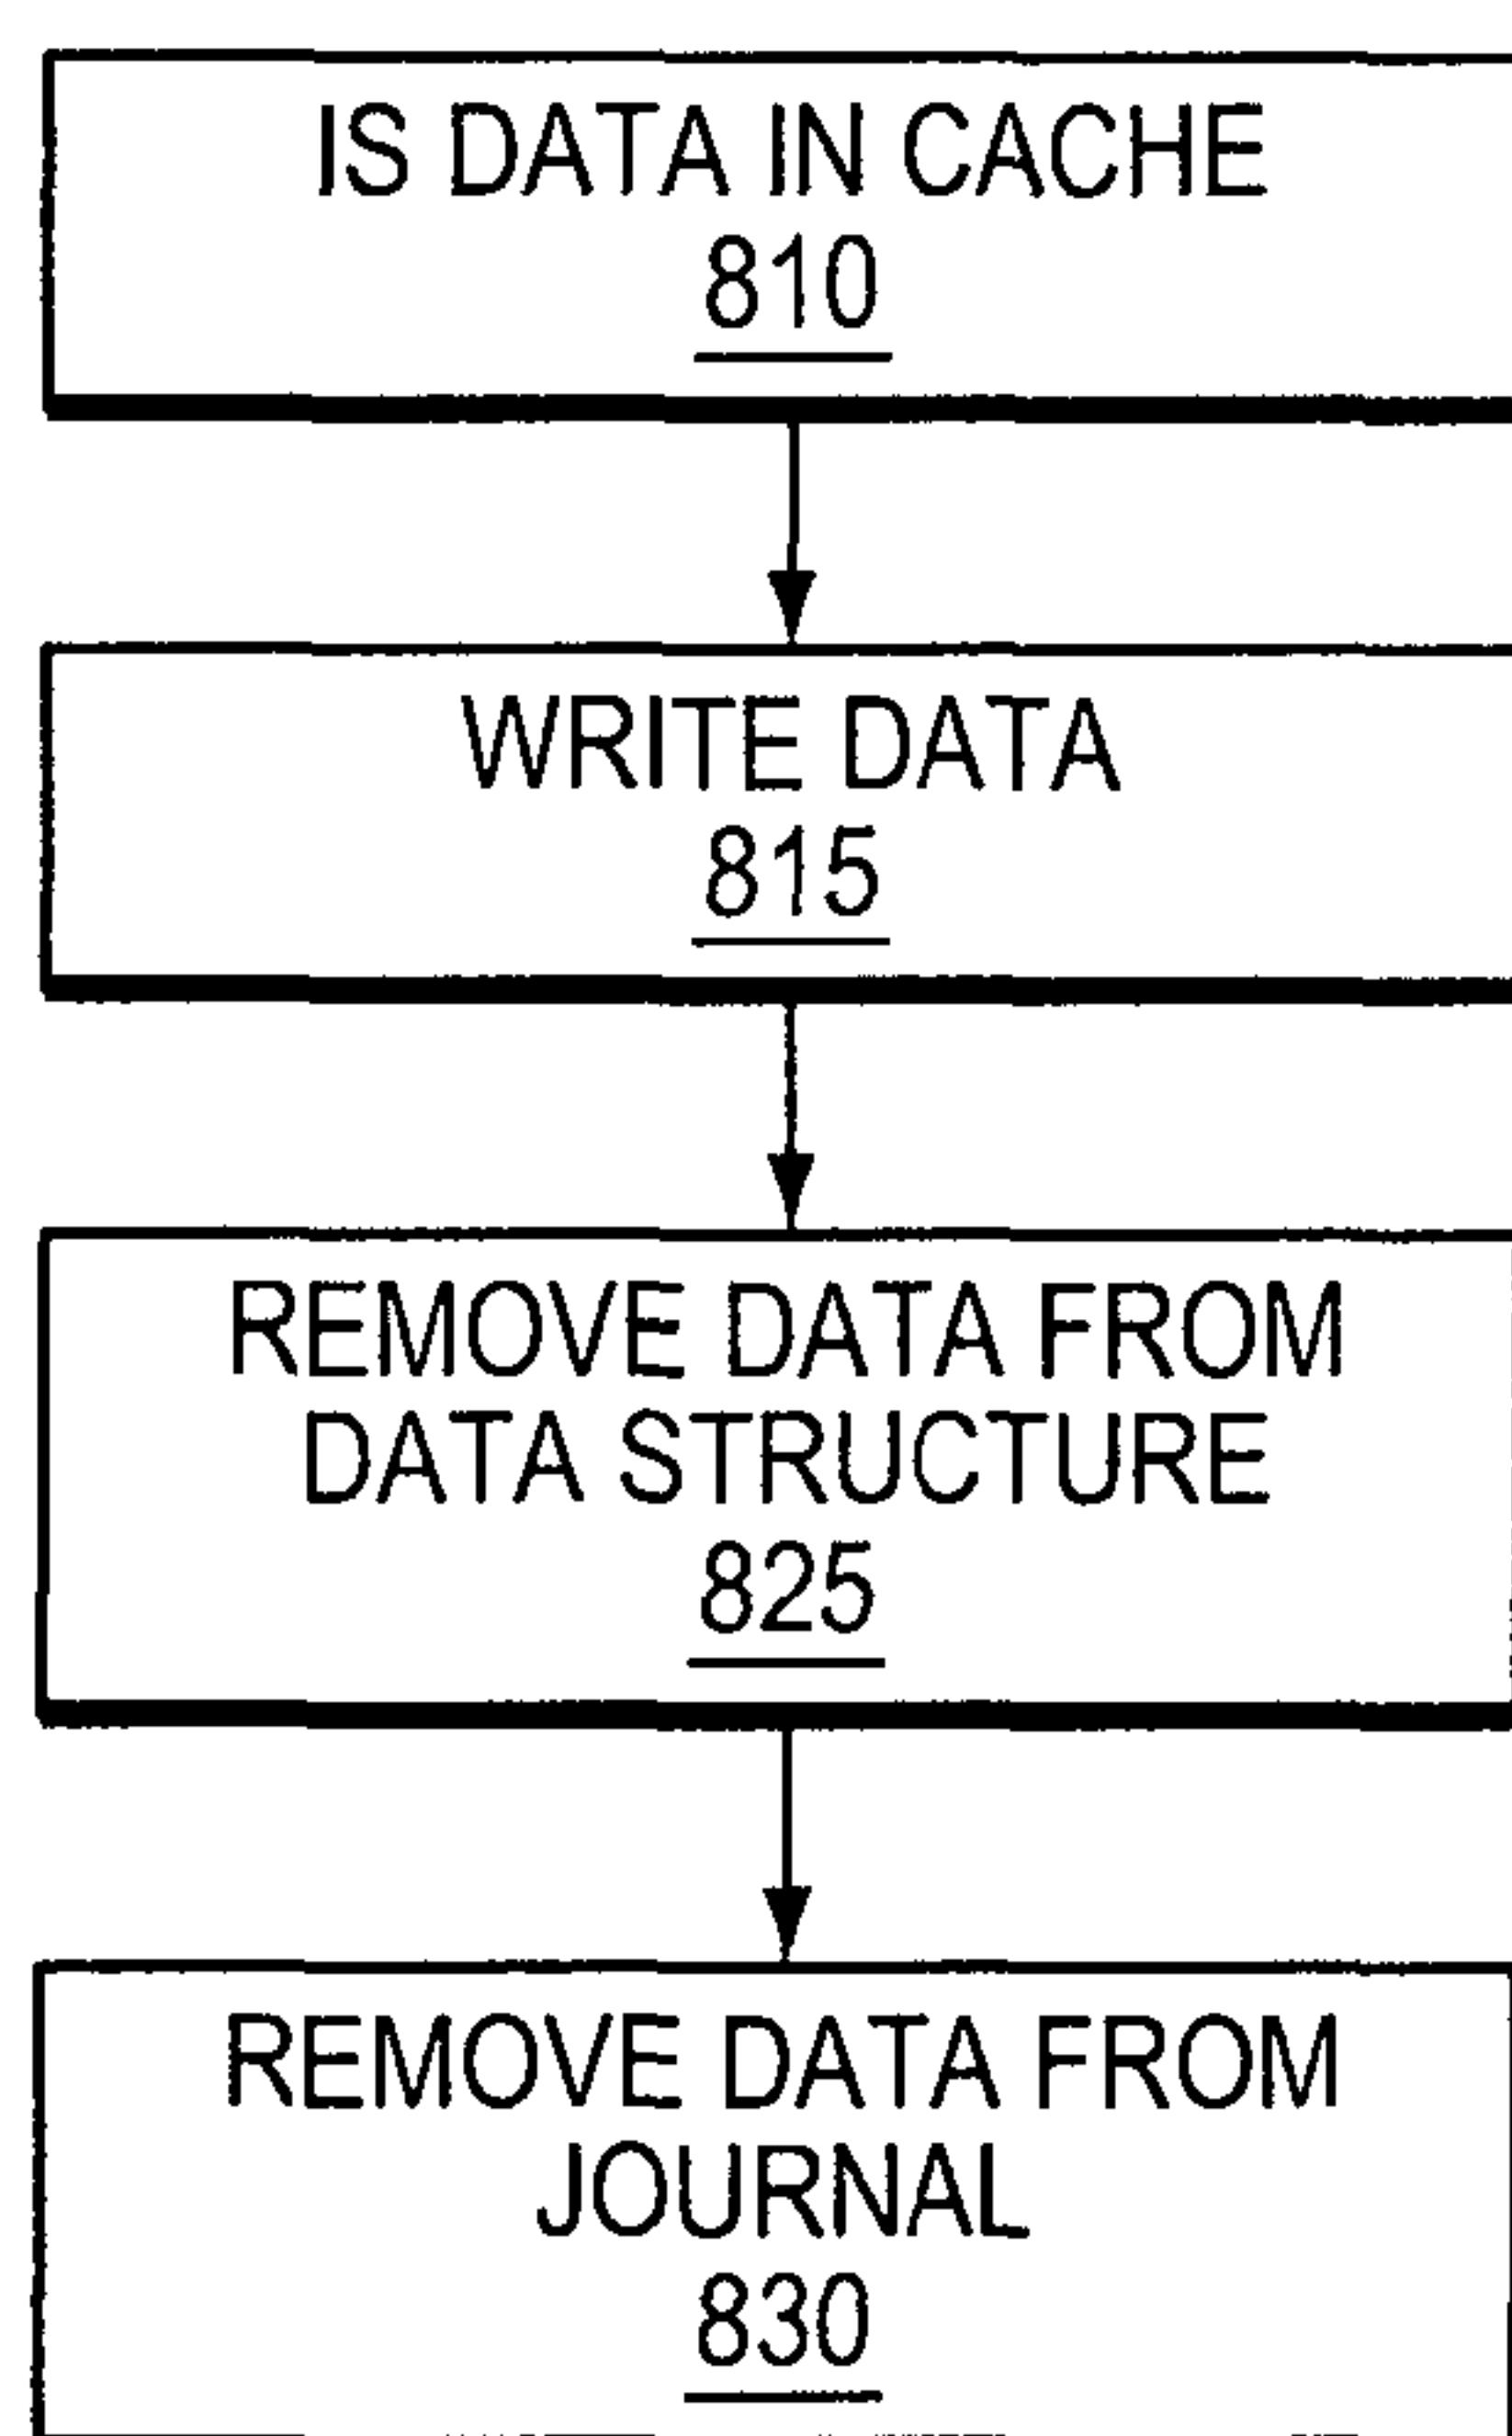 IS DATA IN CACHE
810
WRITE DATA
815
REMOVE DATA FROM
DATA STRUCTURE
825
REMOVE DATA FROM
JOURNAL
830